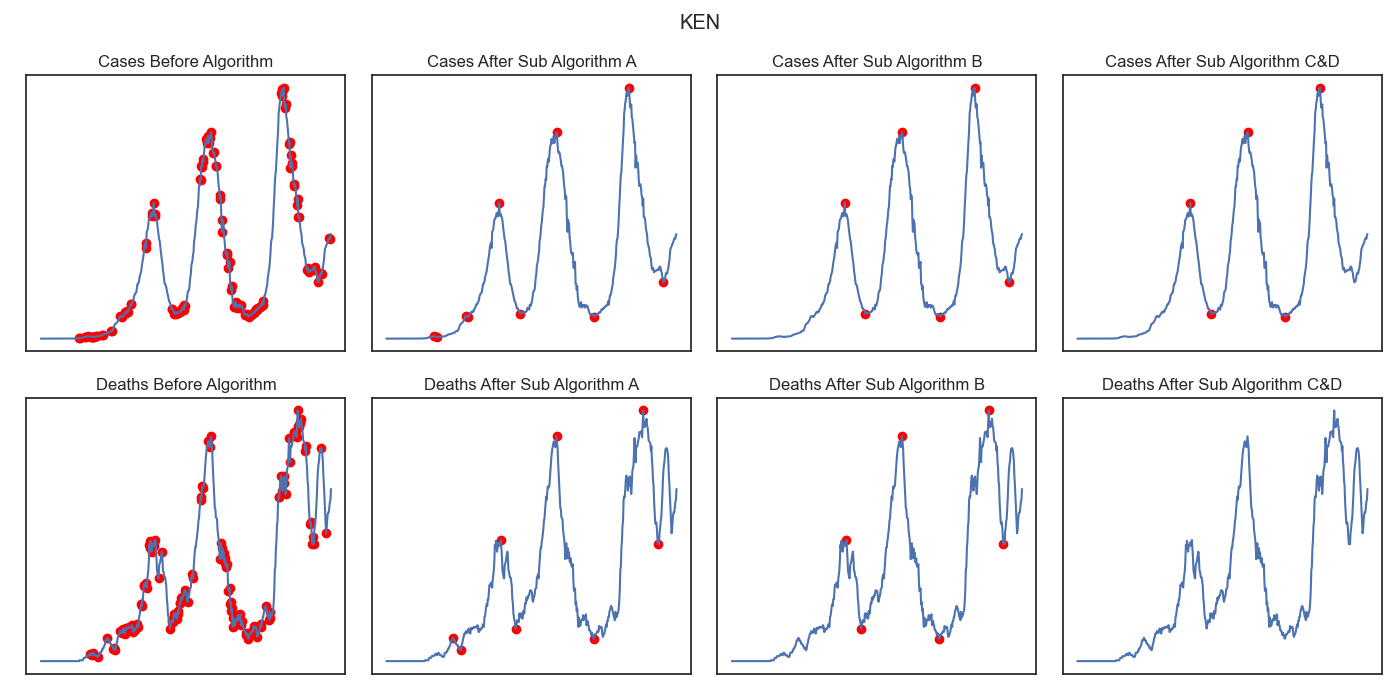 KEN
Cases Before Algorithm
Cases After Sub Algorithm A
Cases After Sub Algorithm B
Cases After Sub Algorithm C&D
Deaths Before Algorithm
Deaths After Sub Algorithm A
Deaths After Sub Algorithm B
Deaths After Sub Algorithm C&D